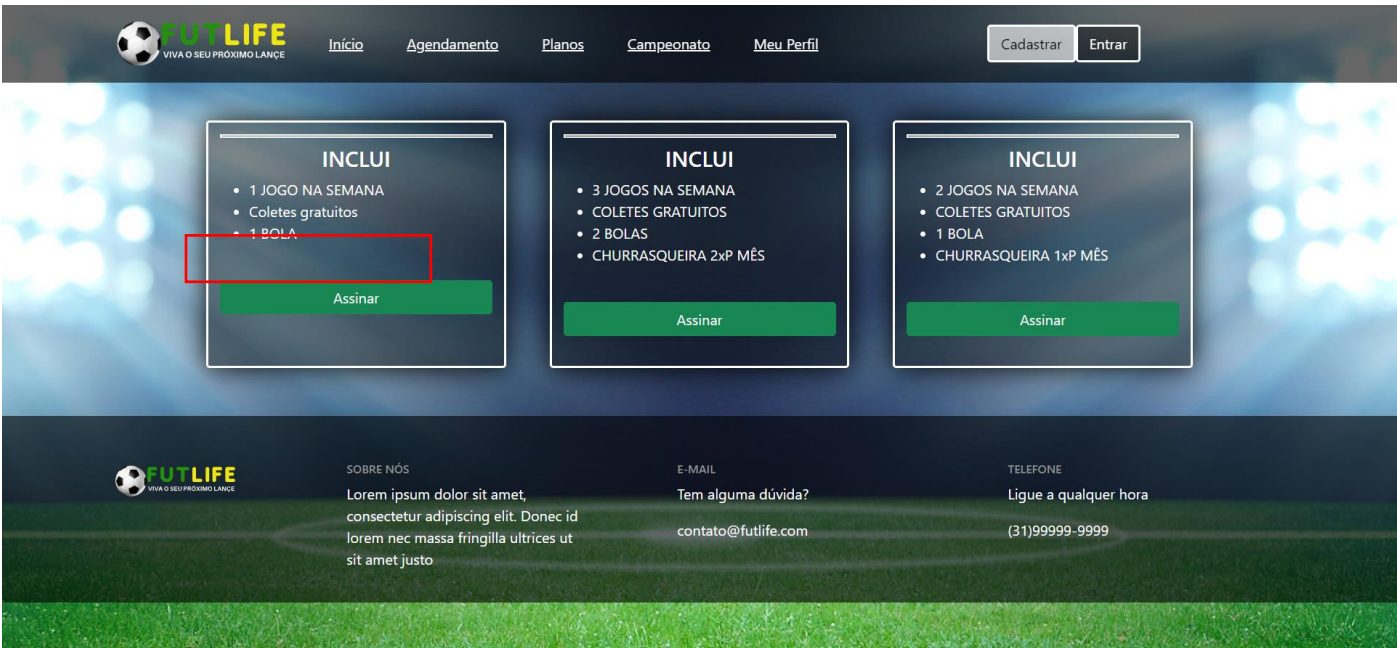 FUTLIFE
VIVA O SEU PRÓXIMO LANÇE
Início
Agendamento
Planos
Campeonato
Meu Perfil
Cadastrar
Entrar
INCLUI
1 JOGO NA SEMANA
Coletes gratuitos
1 BOLA
Assinar
INCLUI
3 JOGOS NA SEMANA
COLETES GRATUITOS
2 BOLAS
CHURRASQUEIRA 2xP MÊS
Assinar
INCLUI
2 JOGOS NA SEMANA
COLETES GRATUITOS
1 BOLA
CHURRASQUEIRA 1xP MÊS
Assinar
FUTLIFE
VIVA O SEU PRÓXIMO LANÇE
SOBRE NÓS
Lorem ipsum dolor sit amet,
consectetur adipiscing elit. Donec id
lorem nec massa fringilla ultrices ut
sit amet justo
E-MAIL
Tem alguma dúvida?
contato@futlife.com
TELEFONE
Ligue a qualquer hora
(31)99999-9999